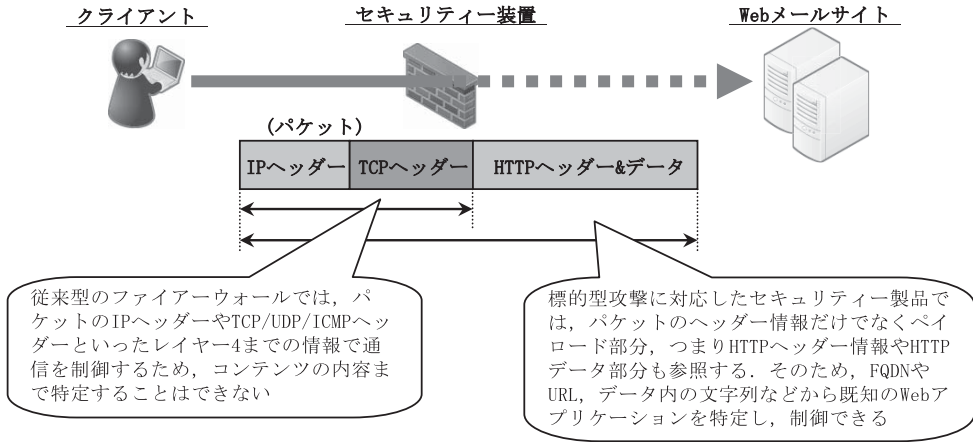 クライアント
セキュリティー装置
Webメールサイト
(パケット)
IPヘッダー
TCPヘッダー
HTTPヘッダー&データ
従来型のファイアーウォールでは，パ
ケットのIPヘッダーやTCP/UDP/ICMPヘッ
ダーといったレイヤー4までの情報で通
信を制御するため，コンテンツの内容ま
で特定することはできない
標的型攻撃に対応したセキュリティー製品で
は，パケットのヘッダー情報だけでなくペイ
ロード部分，つまりHTTPヘッダー情報やHTTP
データ部分も参照する．そのため，FQDNや
URL，データ内の文字列などから既知のWebア
プリケーションを特定し，制御できる